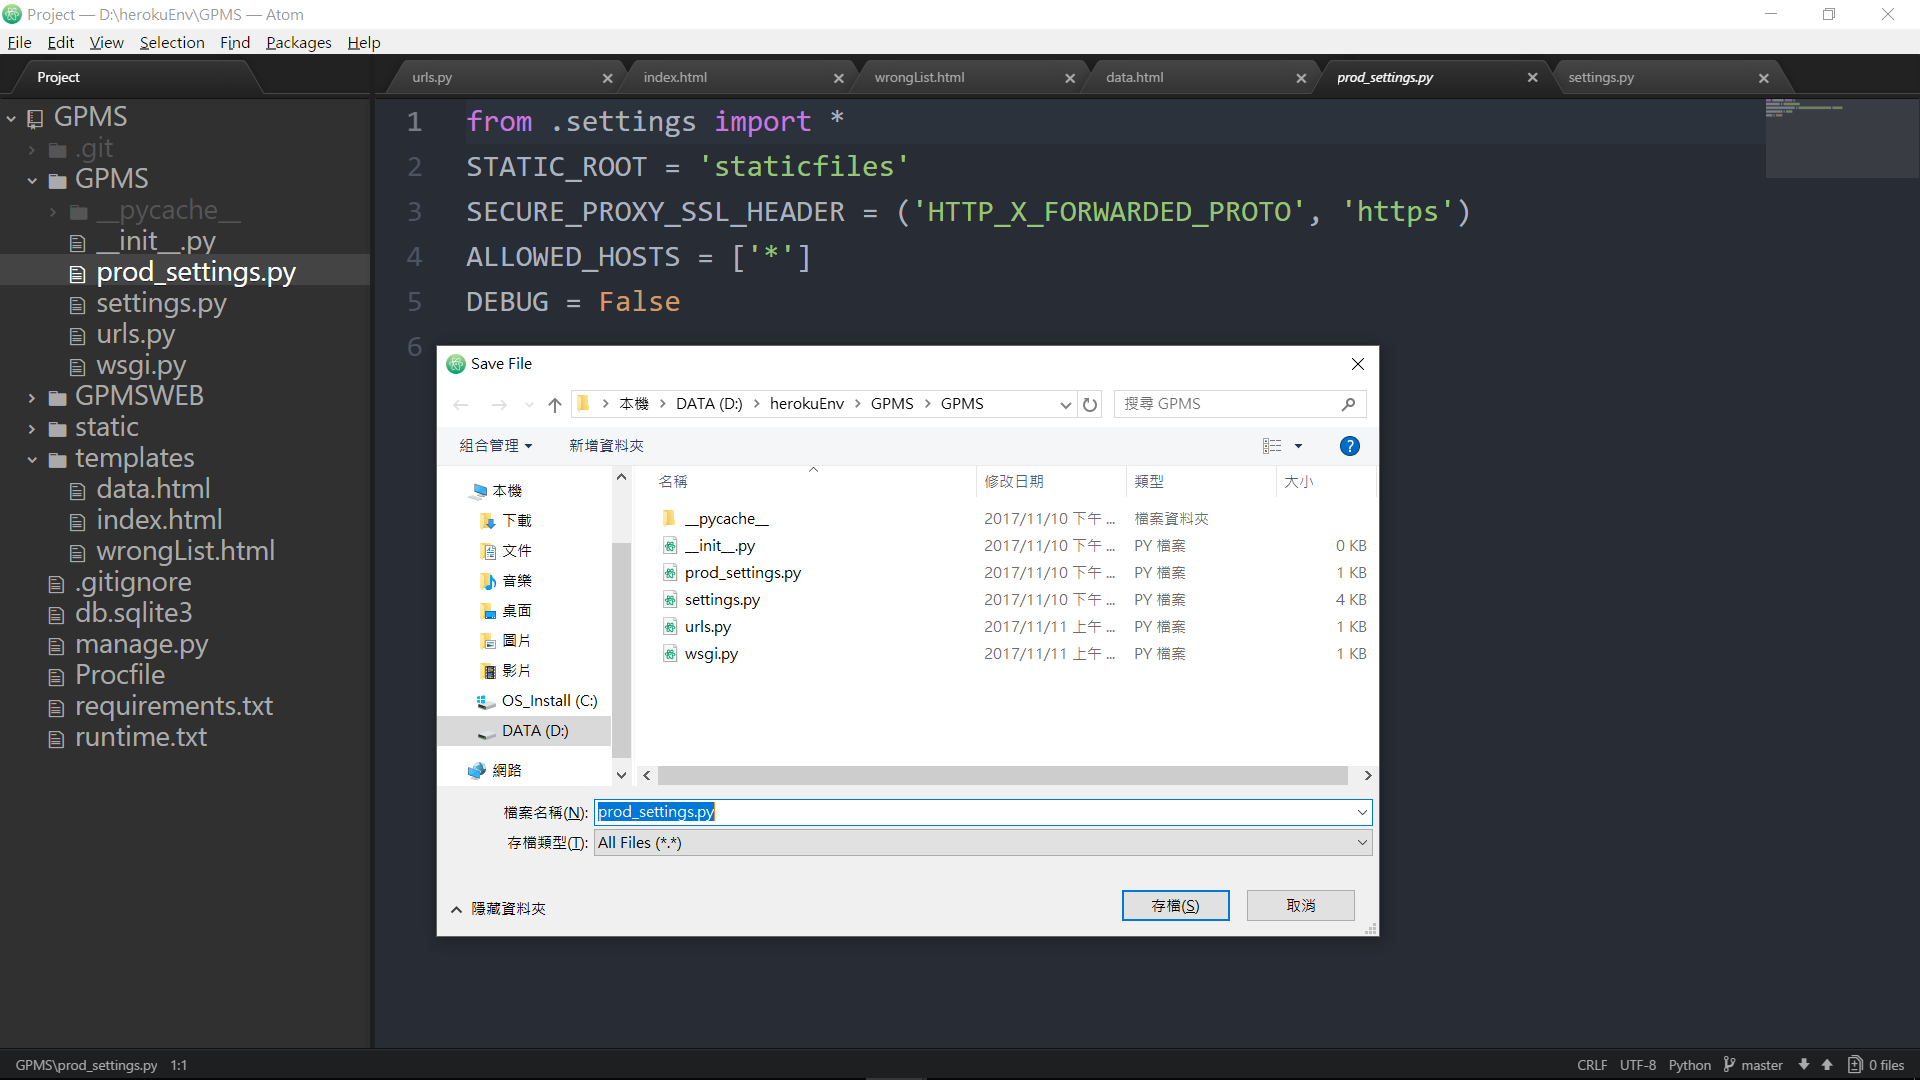 Project — D:\herokuEnv\GPMS — Atom
File Edit View Selection Find Packages Help
Project
urls.py
index.html
wrongList.html
data.html
prod_settings.py
settings.py
GPMS
.git
GPMS
__pycache__
__init__.py
prod_settings.py
settings.py
urls.py
wsgi.py
GPMSWEB
static
templates
data.html
index.html
wrongList.html
.gitignore
db.sqlite3
manage.py
Procfile
requirements.txt
runtime.txt
1 from .settings import *
2 STATIC_ROOT = 'staticfiles'
3 SECURE_PROXY_SSL_HEADER = ('HTTP_X_FORWARDED_PROTO', 'https')
4 ALLOWED_HOSTS = ['*']
5 DEBUG = False
6
Save File
本機 DATA (D:) herokuEnv GPMS GPMS
搜尋 GPMS
組合管理 新增資料夾
本機
下載
文件
音樂
桌面
圖片
影片
OS_Install (C:)
DATA (D:)
網路
名稱 修改日期 類型 大小
__pycache__ 2017/11/10 下午 ... 檔案資料夾
__init__.py 2017/11/10 下午 ... PY 檔案 0 KB
prod_settings.py 2017/11/10 下午 ... PY 檔案 1 KB
settings.py 2017/11/10 下午 ... PY 檔案 4 KB
urls.py 2017/11/11 上午 ... PY 檔案 1 KB
wsgi.py 2017/11/11 上午 ... PY 檔案 1 KB
檔案名稱(N): prod_settings.py
存檔類型(T): All Files (*.*)
隱藏資料夾
存檔(S) 取消
GPMS\prod_settings.py 1:1
CRLF UTF-8 Python master 0 files